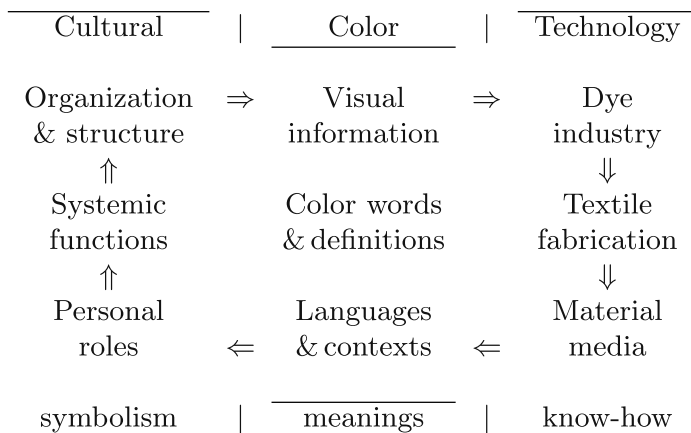 Cultural | Color | Technology
Organization ⇒ Visual ⇒ Dye
& structure information industry
⇑ ⇓
Systemic Color words Textile
functions & definitions fabrication
⇑ ⇓
Personal Languages Material
roles ⇐ & contexts ⇐ media
symbolism | meanings | know-how